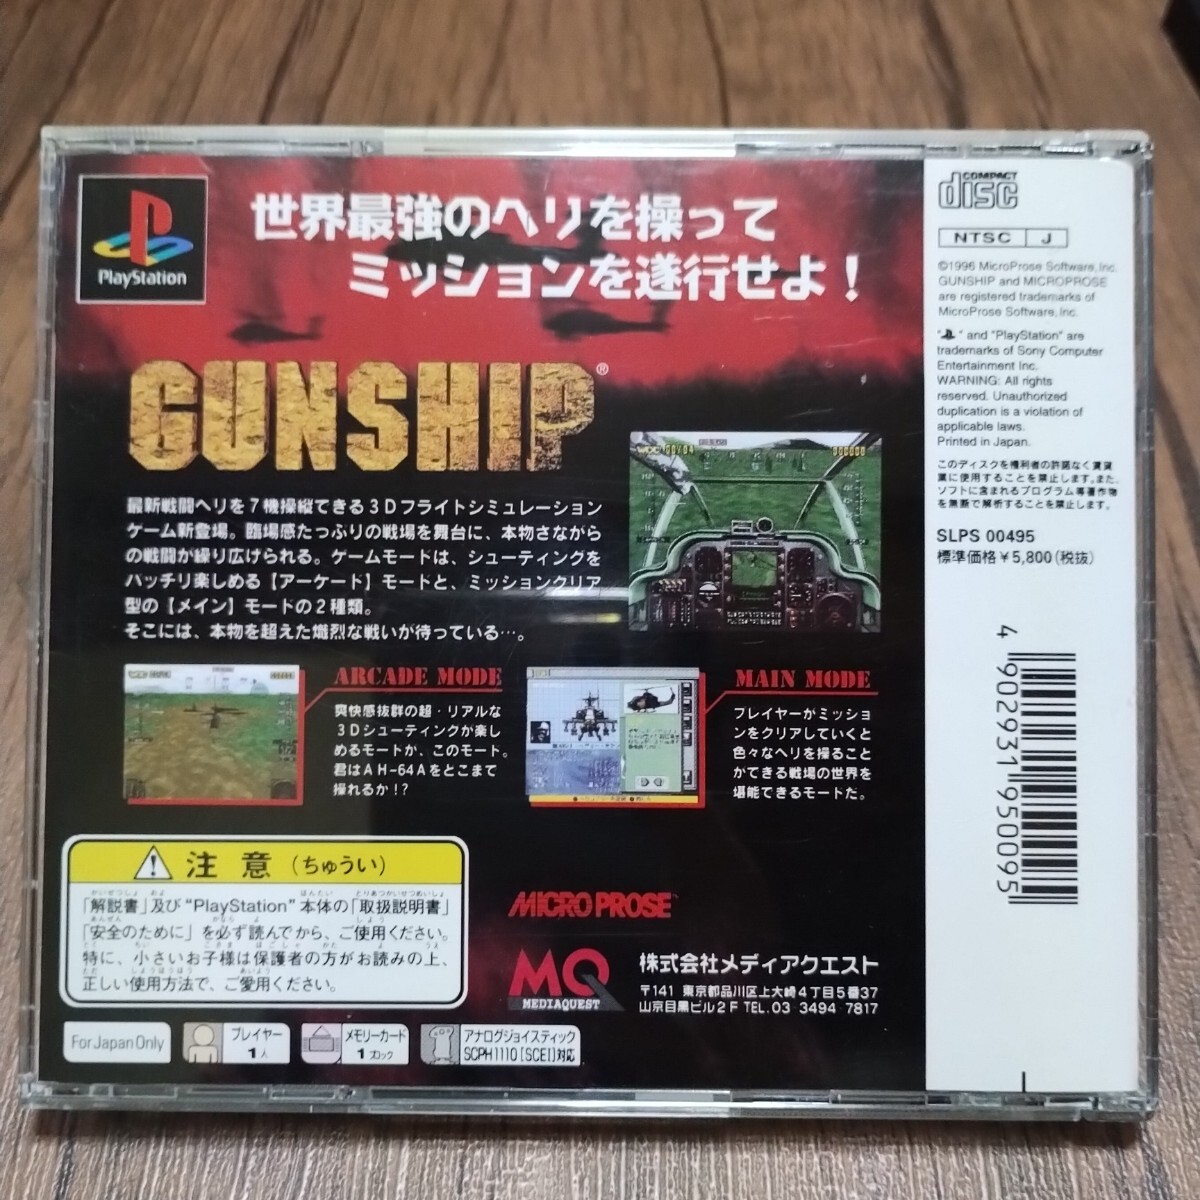 PlayStation
世界最強のヘリを操って
ミッションを遂行せよ!
GUNSHIP®
最新戦闘ヘリを7機操縦できる3Dフライトシミュレーション
ゲーム新登場。臨場感たっぷりの戦場を舞台に、本物さながら
の戦闘が繰り広げられる。ゲームモードは、シューティングを
バッチリ楽しめる【アーケード】モードと、ミッションクリア
型の【メイン】モードの2種類。
そこには、本物を超えた熾烈な戦いが待っている…。
ARCADE MODE
爽快感抜群の超・リアルな
3Dシューティングが楽し
めるモードが、このモード。
君はAH-64Aをどこまで
操れるか!?
MAIN MODE
プレイヤーがミッショ
ンをクリアしていくと
色々なヘリを操ること
ができる戦場の世界を
堪能できるモードだ。
注意(ちゅうい)
「解説書」及び“PlayStation”本体の「取扱説明書」
「安全のために」を必ず読んでから、ご使用ください。
特に、小さいお子様は保護者の方がお読みの上、
正しい使用方法で、ご愛用ください。
For Japan Only
プレイヤー
1人
メモリーカード
1ブロック
アナログジョイスティック
SCPH1110[SCEI]対応
MICROPROSE™
MQ
MEDIAQUEST
株式会社メディアクエスト
〒141 東京都品川区上大崎4丁目5番37
山京目黒ビル2F TEL.03 3494 7817
COMPACT
disc
NTSC J
©1996 MicroProse Software, Inc.
GUNSHIP and MICROPROSE
are registered trademarks of
MicroProse Software, Inc.
" " and "PlayStation" are
trademarks of Sony Computer
Entertainment Inc.
WARNING: All rights
reserved. Unauthorized
duplication is a violation of
applicable laws.
Printed in Japan.
このディスクを権利者の許諾なく賃貸
業に使用することを禁止します。また、
ソフトに含まれるプログラム等著作物
を無断で解析することを禁止します。
SLPS 00495
標準価格¥5,800(税抜)
4 902931 950095